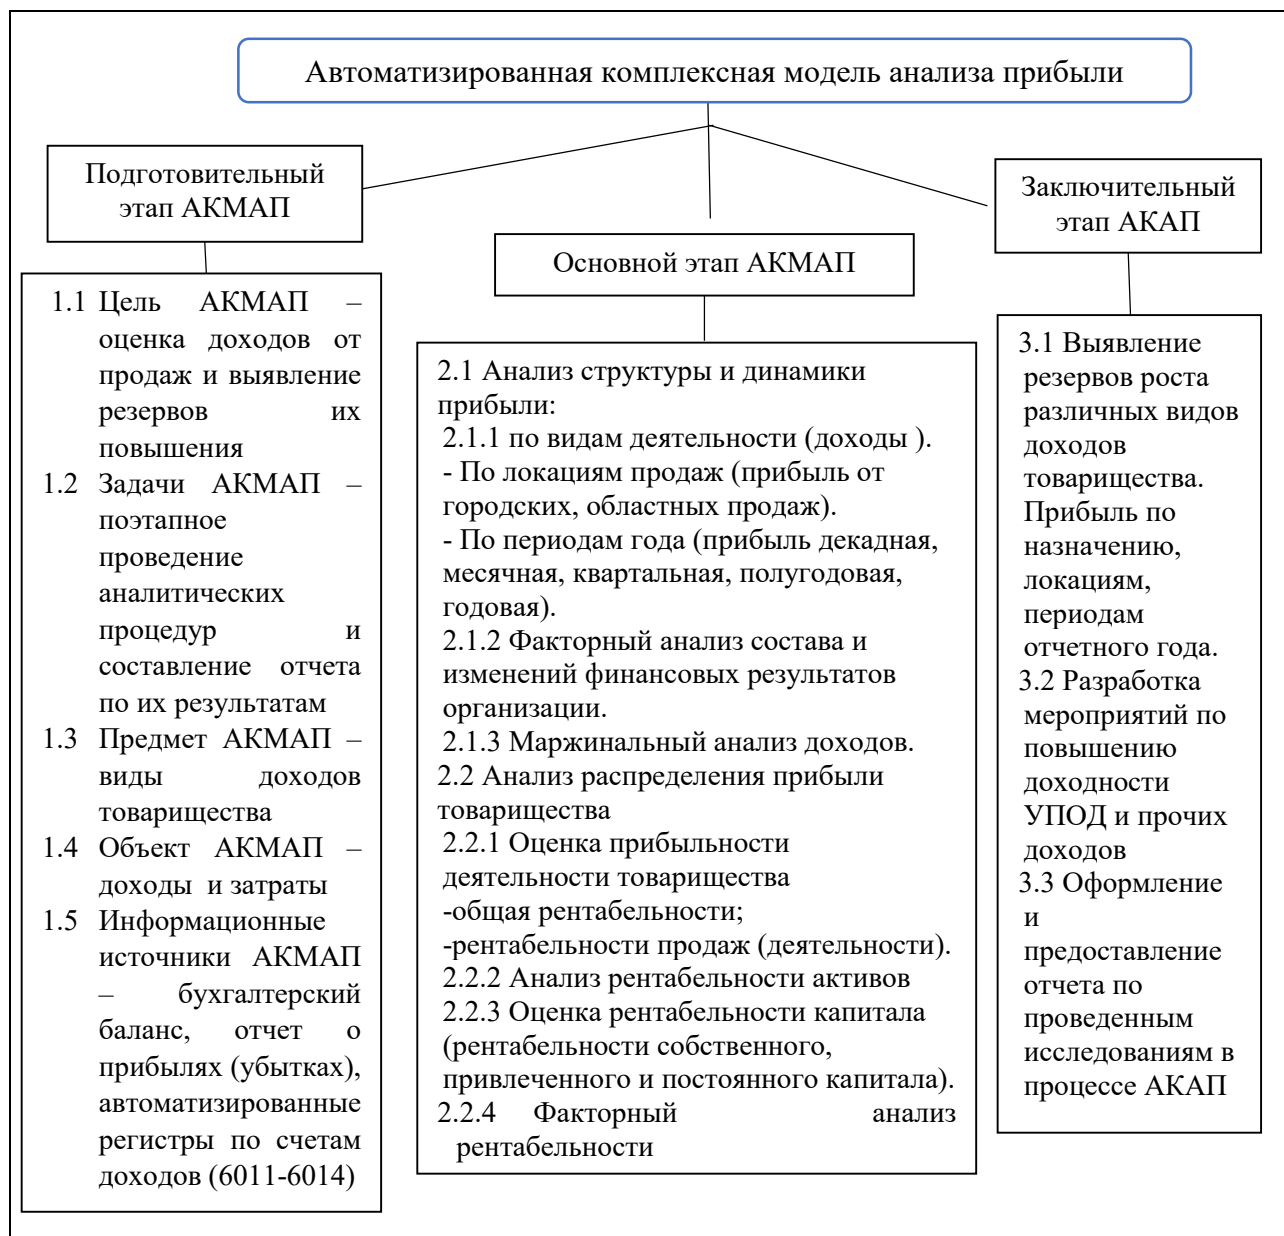 Автоматизированная комплексная модель анализа прибыли
Подготовительный
этап АКМАП
1.1 Цель АКМАП –
оценка доходов от
продаж и выявление
резервов их
повышения
1.2 Задачи АКМАП –
поэтапное
проведение
аналитических
процедур и
составление отчета
по их результатам
1.3 Предмет АКМАП –
виды доходов
товарищества
1.4 Объект АКМАП –
доходы и затраты
1.5 Информационные
источники АКМАП
– бухгалтерский
баланс, отчет о
прибылях (убытках),
автоматизированные
регистры по счетам
доходов (6011-6014)
Основной этап АКМАП
2.1 Анализ структуры и динамики
прибыли:
2.1.1 по видам деятельности (доходы ).
- По локациям продаж (прибыль от
городских, областных продаж).
- По периодам года (прибыль декадная,
месячная, квартальная, полугодовая,
годовая).
2.1.2 Факторный анализ состава и
изменений финансовых результатов
организации.
2.1.3 Маржинальный анализ доходов.
2.2 Анализ распределения прибыли
товарищества
2.2.1 Оценка прибыльности
деятельности товарищества
-общая рентабельности;
-рентабельности продаж (деятельности).
2.2.2 Анализ рентабельности активов
2.2.3 Оценка рентабельности капитала
(рентабельности собственного,
привлеченного и постоянного капитала).
2.2.4 Факторный анализ
рентабельности
Заключительный
этап АКАП
3.1 Выявление
резервов роста
различных видов
доходов
товарищества.
Прибыль по
назначению,
локациям,
периодам
отчетного года.
3.2 Разработка
мероприятий по
повышению
доходности
УПОД и прочих
доходов
3.3 Оформление
и
предоставление
отчета по
проведенным
исследованиям в
процессе АКАП